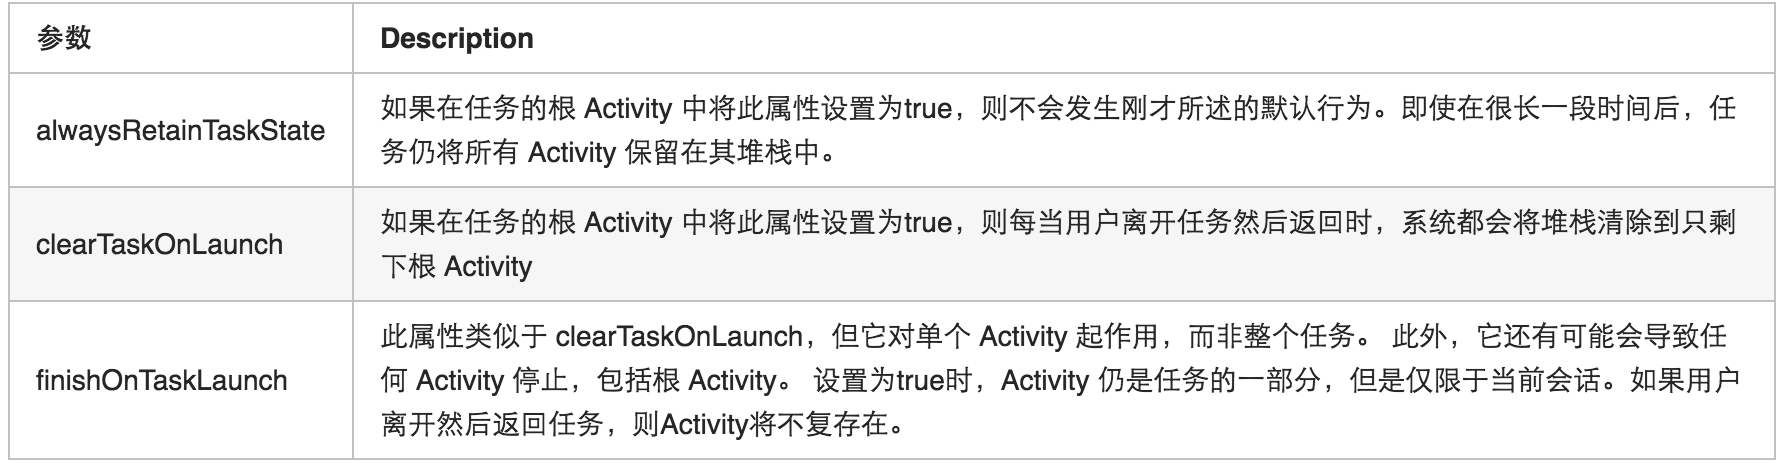 参数
Description
alwaysRetainTaskState
如果在任务的根 Activity 中将此属性设置为true，则不会发生刚才所述的默认行为。即使在很长一段时间后，任
务仍将所有 Activity 保留在其堆栈中。
clearTaskOnLaunch
如果在任务的根 Activity 中将此属性设置为true，则每当用户离开任务然后返回时，系统都会将堆栈清除到只剩
下根 Activity
finishOnTaskLaunch
此属性类似于 clearTaskOnLaunch，但它对单个 Activity 起作用，而非整个任务。 此外，它还有可能会导致任
何 Activity 停止，包括根 Activity。 设置为true时，Activity 仍是任务的一部分，但是仅限于当前会话。如果用户
离开然后返回任务，则Activity将不复存在。